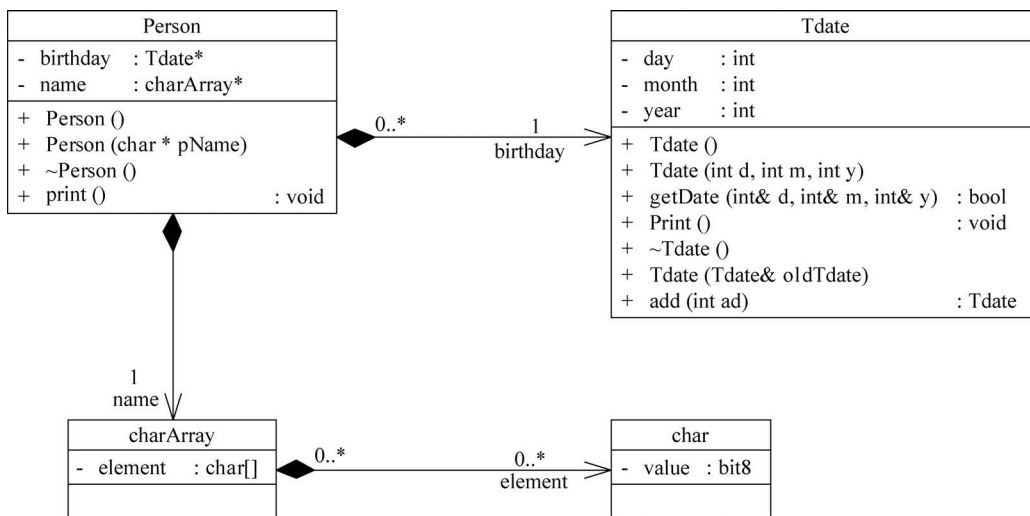 Person
- birthday : Tdate*
- name : charArray*
+ Person ()
+ Person (char * pName)
+ ~Person ()
+ print () : void
0..*
1
birthday
Tdate
- day : int
- month : int
- year : int
+ Tdate ()
+ Tdate (int d, int m, int y)
+ getDate (int& d, int& m, int& y) : bool
+ Print () : void
+ ~Tdate ()
+ Tdate (Tdate& oldTdate)
+ add (int ad) : Tdate
1
name
charArray
- element : char[]
0..*
0..*
element
char
- value : bit8